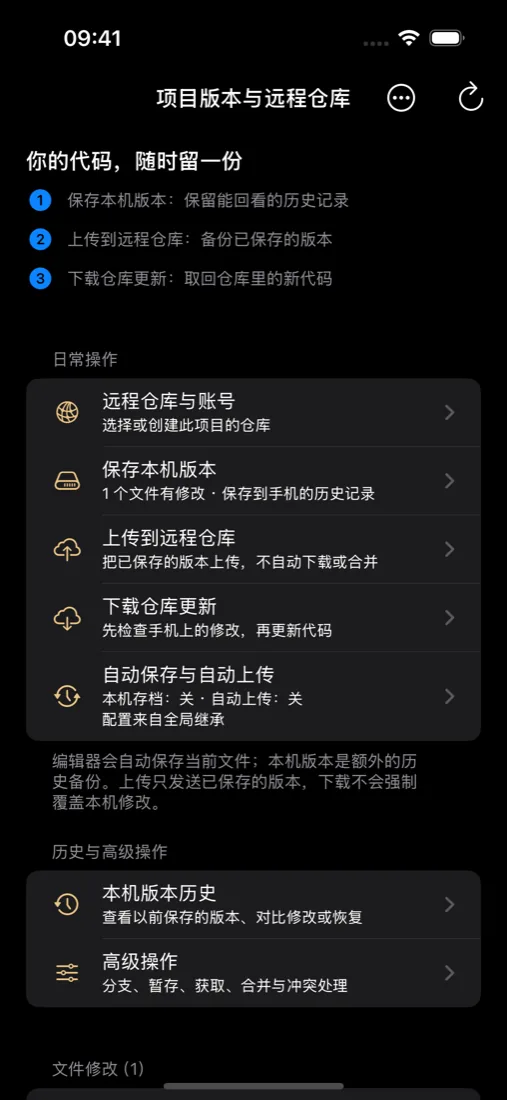 09:41
项目版本与远程仓库
你的代码，随时留一份
1 保存本机版本：保留能回看的历史记录
2 上传到远程仓库：备份已保存的版本
3 下载仓库更新：取回仓库里的新代码
日常操作
远程仓库与账号
选择或创建此项目的仓库
保存本机版本
1 个文件有修改 · 保存到手机的历史记录
上传到远程仓库
把已保存的版本上传，不自动下载或合并
下载仓库更新
先检查手机上的修改，再更新代码
自动保存与自动上传
本机存档：关 · 自动上传：关
配置来自全局继承
编辑器会自动保存当前文件；本机版本是额外的历
史备份。上传只发送已保存的版本，下载不会强制
覆盖本机修改。
历史与高级操作
本机版本历史
查看以前保存的版本、对比修改或恢复
高级操作
分支、暂存、获取、合并与冲突处理
文件修改 (1)